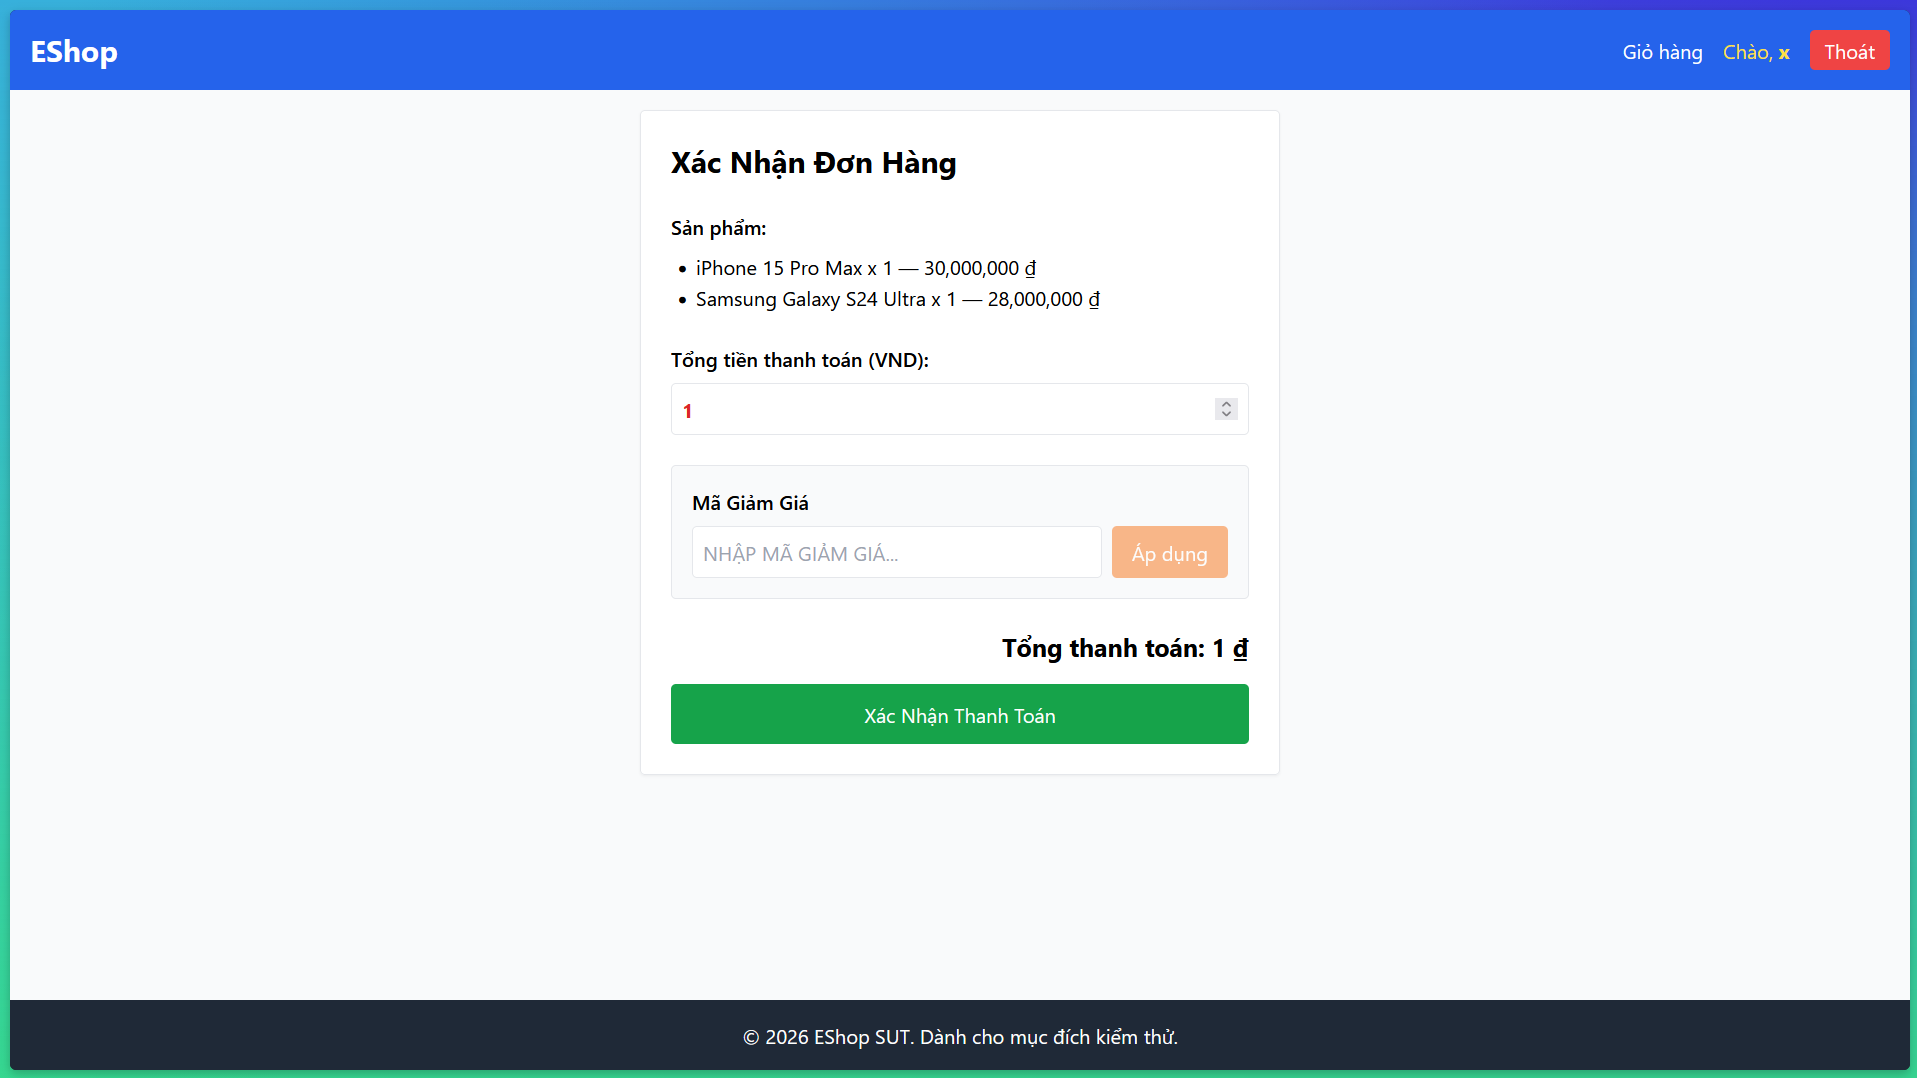 EShop
Giỏ hàng
Chào, x
Thoát
Xác Nhận Đơn Hàng
Sản phẩm:
iPhone 15 Pro Max x 1 — 30,000,000 ₫
Samsung Galaxy S24 Ultra x 1 — 28,000,000 ₫
Tổng tiền thanh toán (VND):
1
Mã Giảm Giá
NHẬP MÃ GIẢM GIÁ...
Áp dụng
Tổng thanh toán: 1 ₫
Xác Nhận Thanh Toán
© 2026 EShop SUT. Dành cho mục đích kiểm thử.